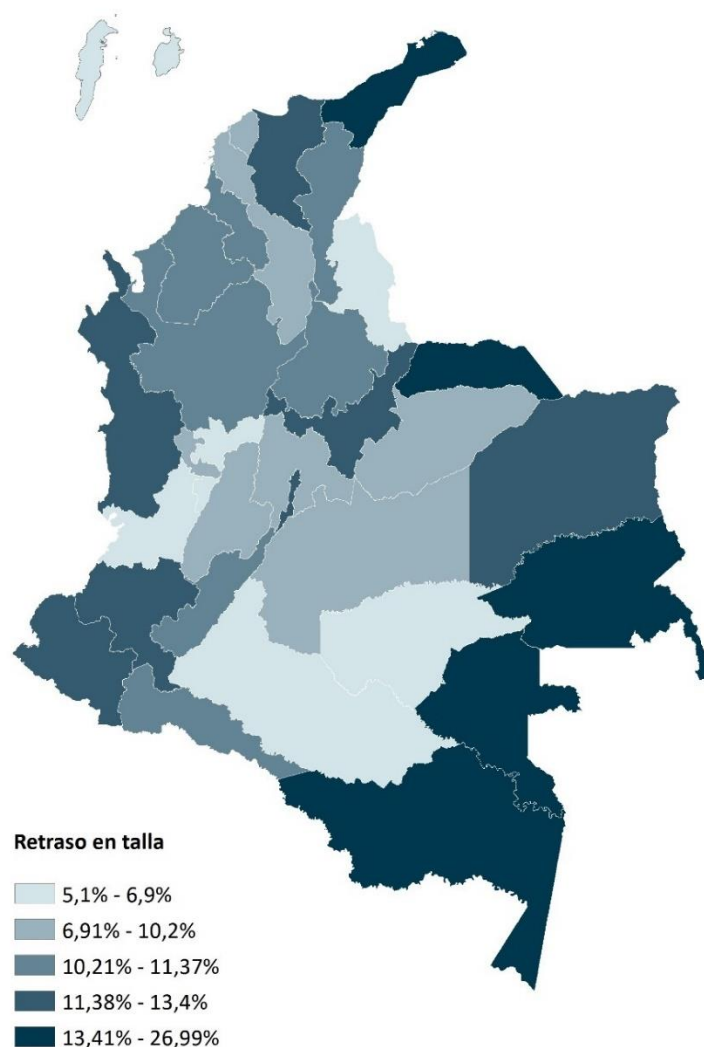 Retraso en talla
5,1% - 6,9%
6,91% - 10,2%
10,21% - 11,37%
11,38% - 13,4%
13,41% - 26,99%